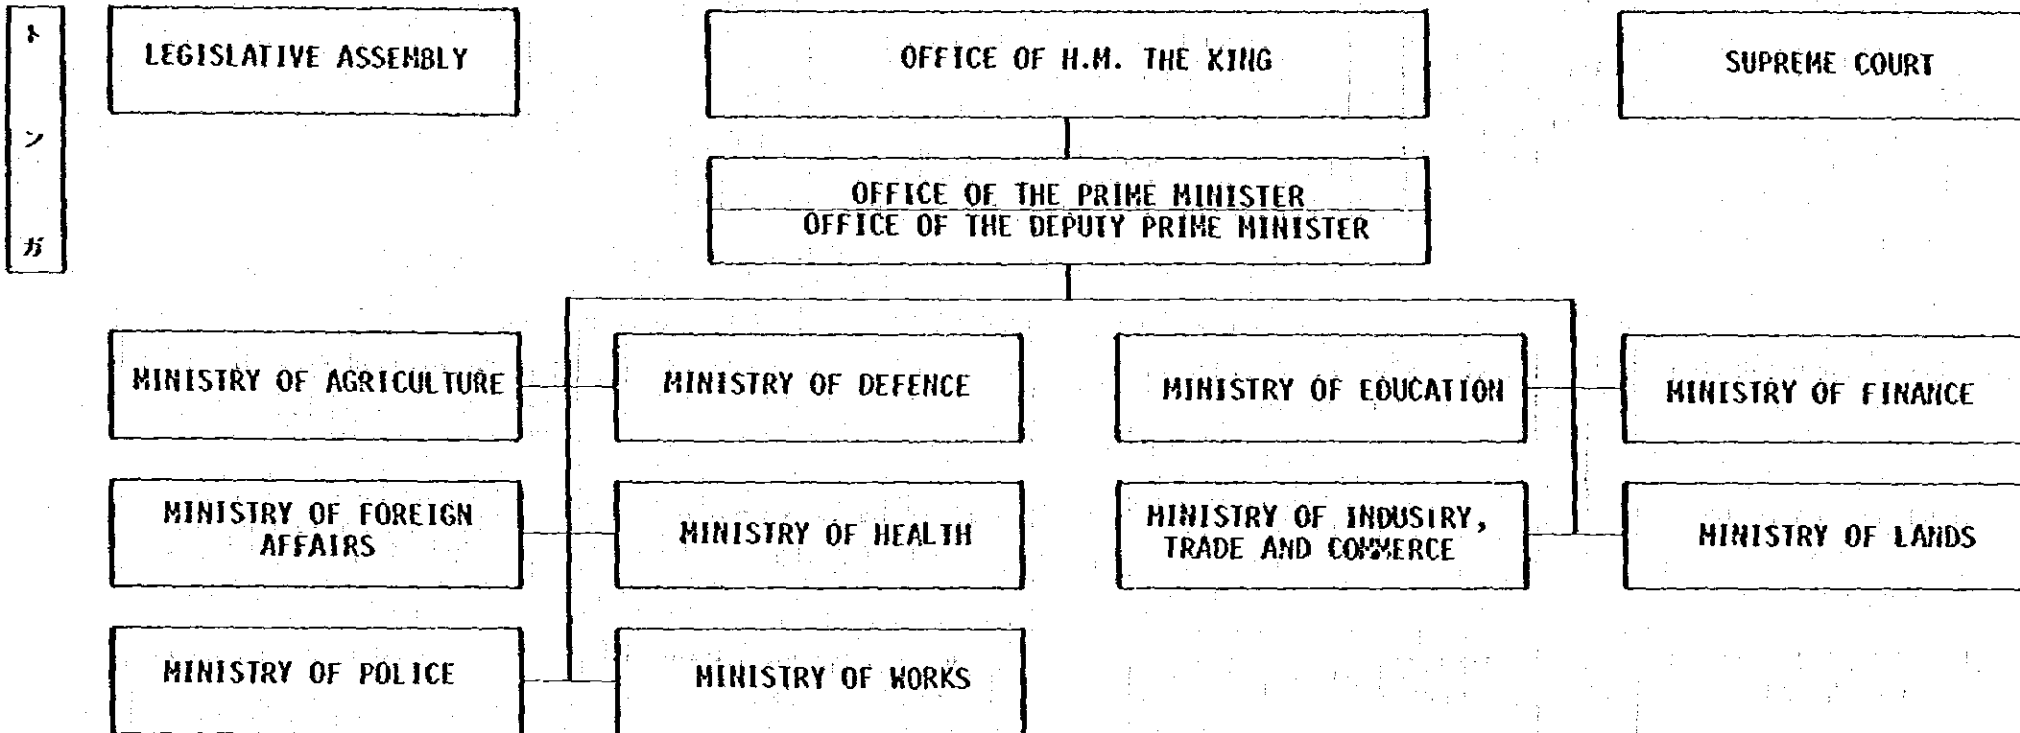 トンガ
LEGISLATIVE ASSEMBLY
OFFICE OF H.M. THE KING
SUPREME COURT
OFFICE OF THE PRIME MINISTER
OFFICE OF THE DEPUTY PRIME MINISTER
MINISTRY OF AGRICULTURE
MINISTRY OF DEFENCE
MINISTRY OF EDUCATION
MINISTRY OF FINANCE
MINISTRY OF FOREIGN
AFFAIRS
MINISTRY OF HEALTH
MINISTRY OF INDUSTRY,
TRADE AND COMMERCE
MINISTRY OF LANDS
MINISTRY OF POLICE
MINISTRY OF WORKS